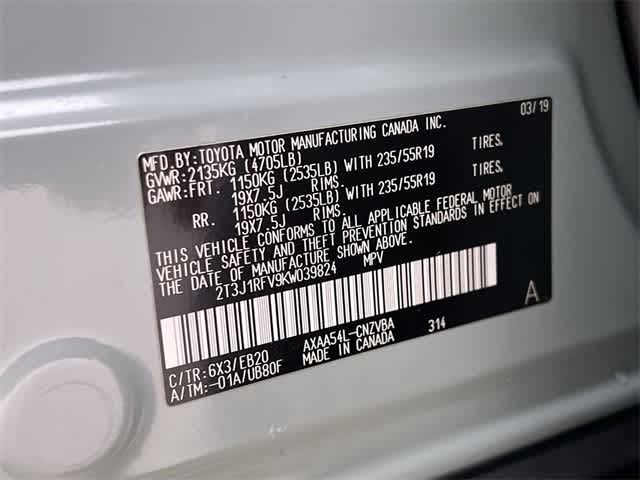 03/19
MFD.BY:TOYOTA MOTOR MANUFACTURING CANADA INC.
GVWR:2135KG (4705LB)
GAWR:FRT. 1150KG (2535LB) WITH 235/55R19 TIRES,
19X7.5J RIMS.
RR. 1150KG (2535LB) WITH 235/55R19 TIRES,
19X7.5J RIMS.
THIS VEHICLE CONFORMS TO ALL APPLICABLE FEDERAL MOTOR
VEHICLE SAFETY AND THEFT PREVENTION STANDARDS IN EFFECT ON
THE DATE OF MANUFACTURE SHOWN ABOVE.
2T3J1RFV9KW039824 MPV
A
C/TR:6X3/EB20 AXAA54L-CNZVBA 314
A/TM:-01A/UB80F MADE IN CANADA